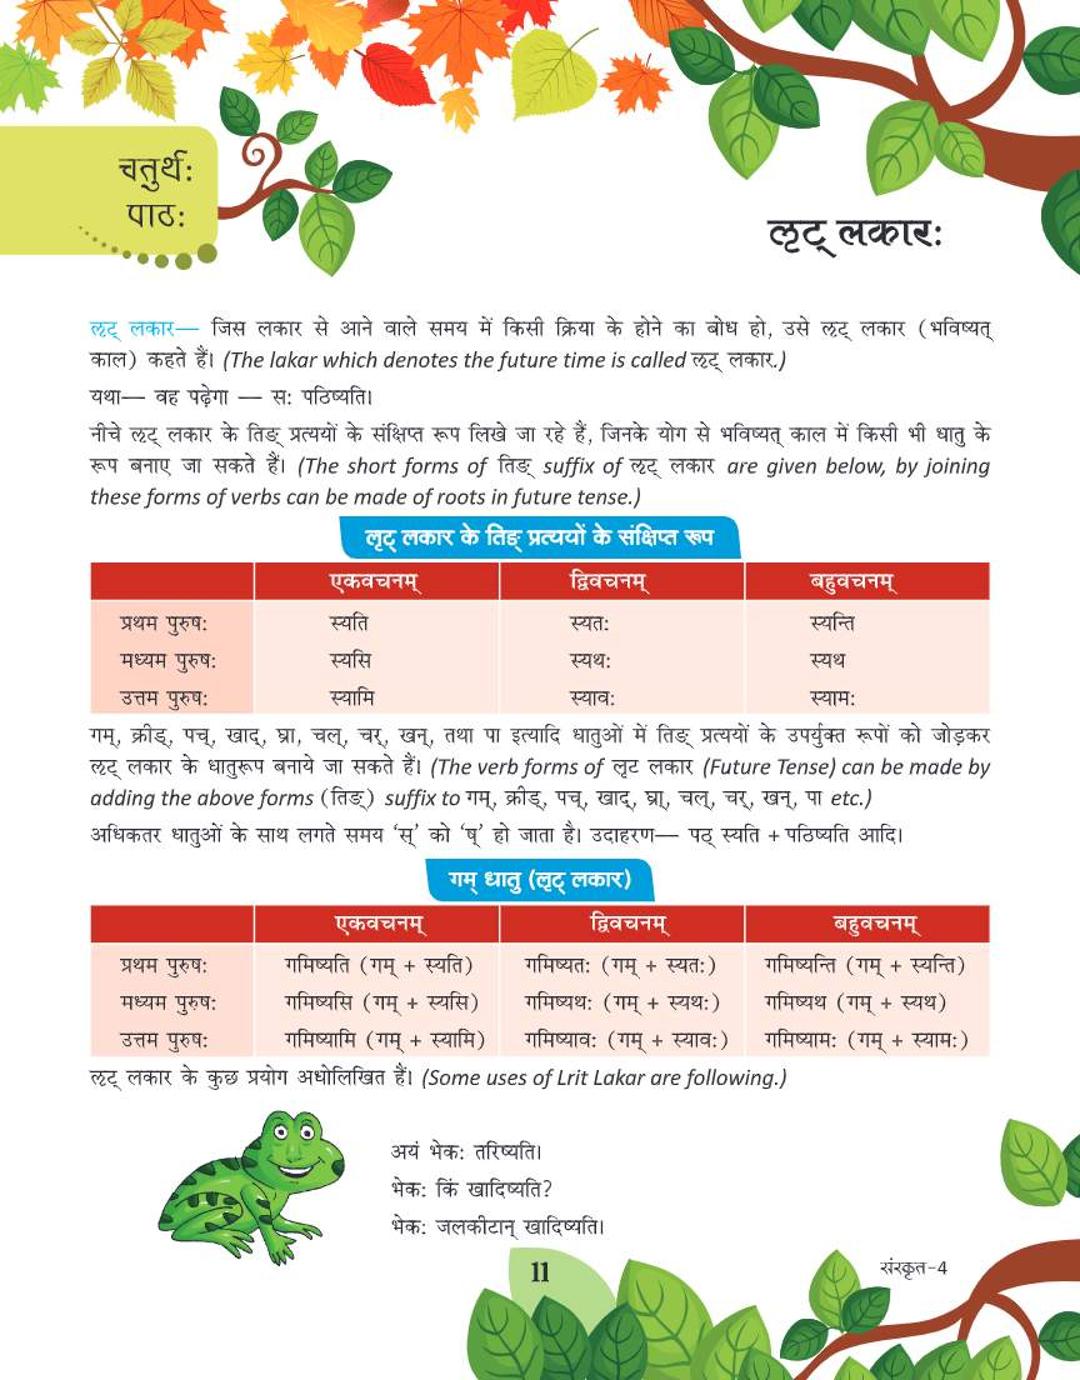 चतुर्थ:
पाठ:
लृट् लकार:
लृट् लकार— जिस लकार से आने वाले समय में किसी क्रिया के होने का बोध हो, उसे लृट् लकार (भविष्यत्
काल) कहते हैं। (The lakar which denotes the future time is called लृट् लकार.)
यथा— वह पढ़ेगा — स: पठिष्यति।
नीचे लृट् लकार के तिङ् प्रत्ययों के संक्षिप्त रूप लिखे जा रहे हैं, जिनके योग से भविष्यत् काल में किसी भी धातु के
रूप बनाए जा सकते हैं। (The short forms of तिङ् suffix of लृट् लकार are given below, by joining
these forms of verbs can be made of roots in future tense.)
लृट् लकार के तिङ् प्रत्ययों के संक्षिप्त रूप
एकवचनम् द्विवचनम् बहुवचनम्
प्रथम पुरुष: स्यति स्यत: स्यन्ति
मध्यम पुरुष: स्यसि स्यथ: स्यथ
उत्तम पुरुष: स्यामि स्याव: स्याम:
गम्, क्रीड्, पच्, खाद्, घ्रा, चल्, चर्, खन्, तथा पा इत्यादि धातुओं में तिङ् प्रत्ययों के उपर्युक्त रूपों को जोड़कर
लृट् लकार के धातुरूप बनाये जा सकते हैं। (The verb forms of लृट लकार (Future Tense) can be made by
adding the above forms (तिङ्) suffix to गम्, क्रीड्, पच्, खाद्, घ्रा्, चल्, चर्, खन्, पा etc.)
अधिकतर धातुओं के साथ लगते समय ‘स्’ को ‘ष्’ हो जाता है। उदाहरण— पठ् स्यति + पठिष्यति आदि।
गम् धातु (लृट् लकार)
एकवचनम् द्विवचनम् बहुवचनम्
प्रथम पुरुष: गमिष्यति (गम् + स्यति) गमिष्यत: (गम् + स्यत:) गमिष्यन्ति (गम् + स्यन्ति)
मध्यम पुरुष: गमिष्यसि (गम् + स्यसि) गमिष्यथ: (गम् + स्यथ:) गमिष्यथ (गम् + स्यथ)
उत्तम पुरुष: गमिष्यामि (गम् + स्यामि) गमिष्याव: (गम् + स्याव:) गमिष्याम: (गम् + स्याम:)
लृट् लकार के कुछ प्रयोग अधोलिखित हैं। (Some uses of Lrit Lakar are following.)
अयं भेक: तरिष्यति।
भेक: किं खादिष्यति?
भेक: जलकीटान् खादिष्यति।
11
संस्कृत-4